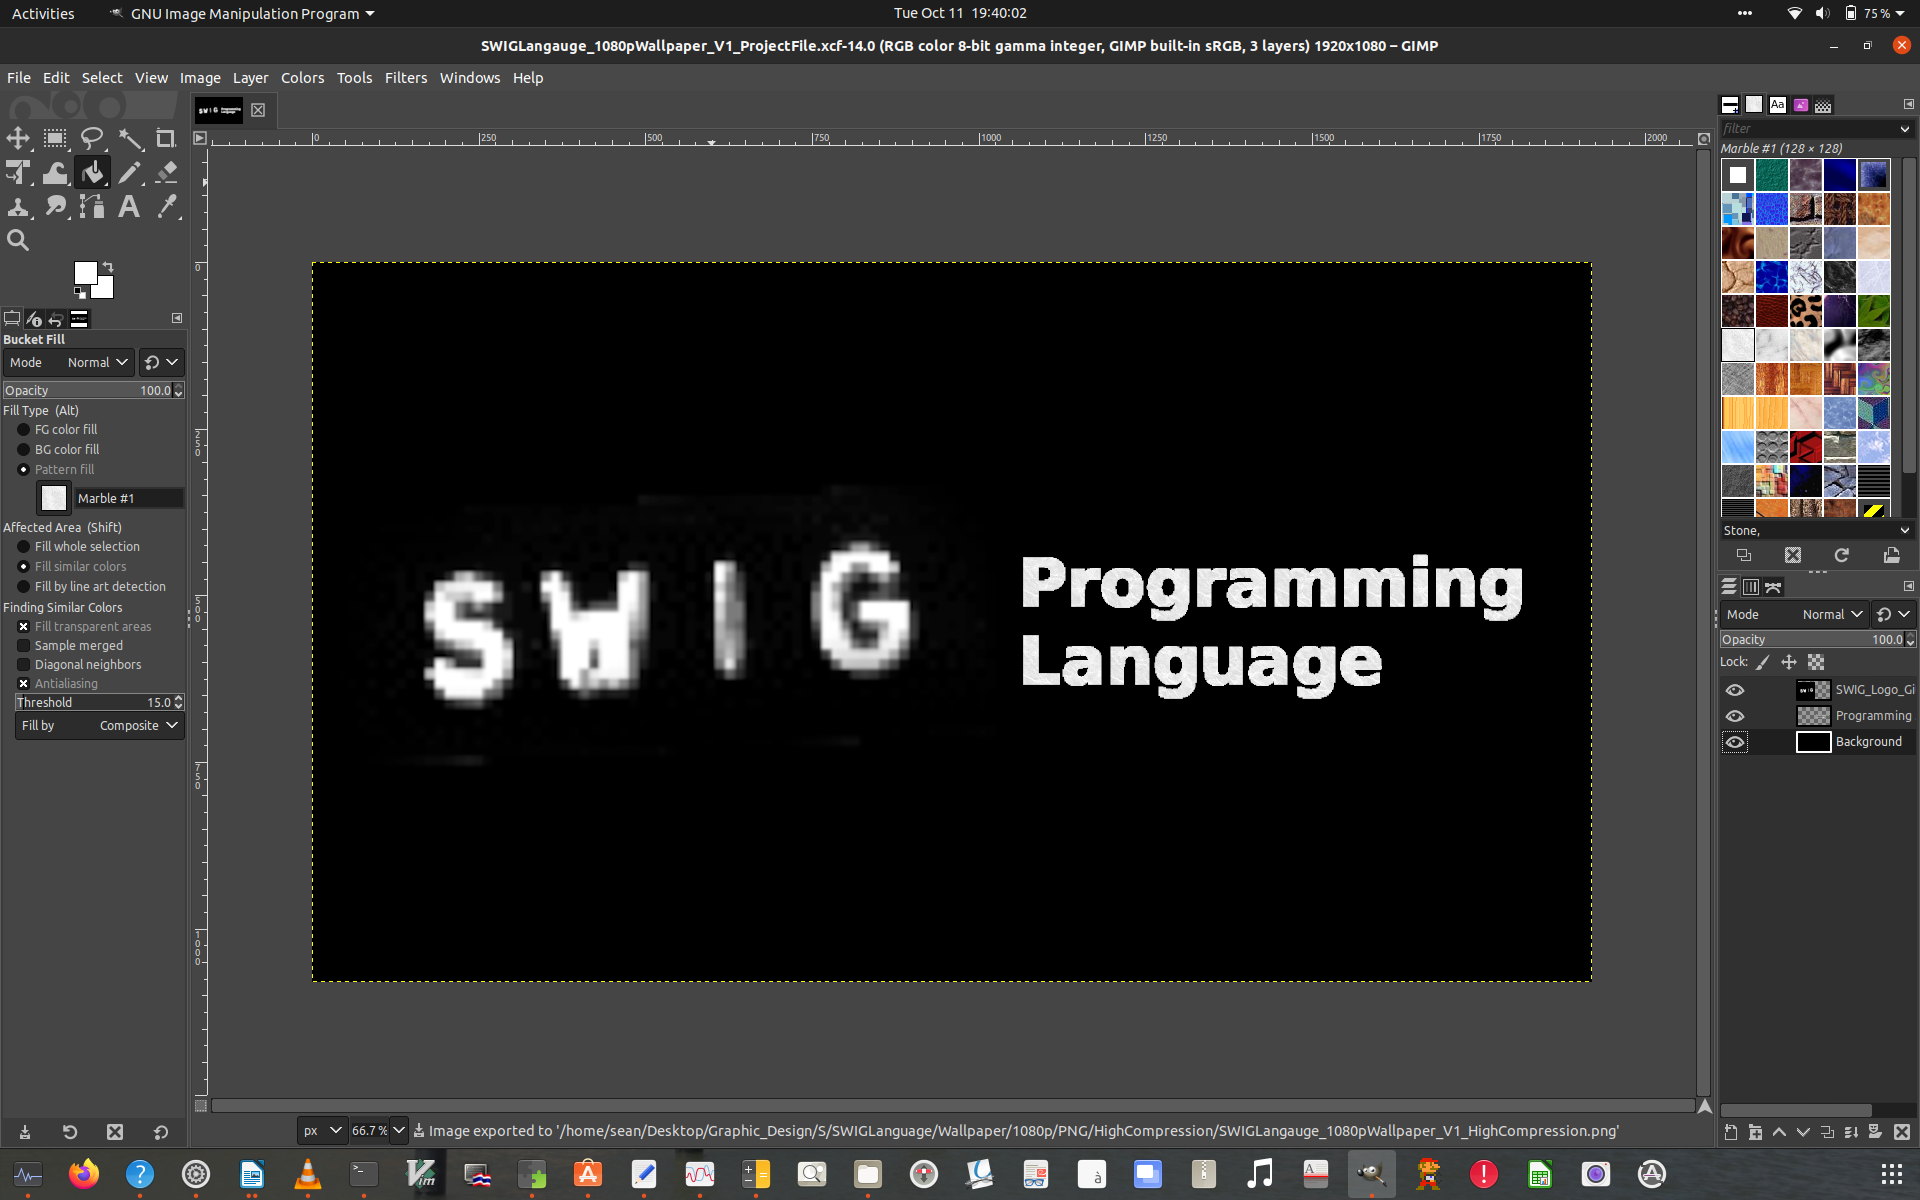 Activities
GNU Image Manipulation Program
Tue Oct 11 19:40:02
75 %
SWIGLangauge_1080pWallpaper_V1_ProjectFile.xcf-14.0 (RGB color 8-bit gamma integer, GIMP built-in sRGB, 3 layers) 1920x1080 – GIMP
File Edit Select View Image Layer Colors Tools Filters Windows Help
0 250 500 750 1000 1250 1500 1750 2000
filter
Marble #1 (128 × 128)
Bucket Fill
Mode Normal
Opacity 100.0
Fill Type (Alt)
FG color fill
BG color fill
Pattern fill
Marble #1
Affected Area (Shift)
Fill whole selection
Fill similar colors
Fill by line art detection
Finding Similar Colors
Fill transparent areas
Sample merged
Diagonal neighbors
Antialiasing
Threshold 15.0
Fill by Composite
0
250
500
750
1000
SWIG
Programming
Language
Stone,
Mode Normal
Opacity 100.0
Lock:
SWIG_Logo_Gi
Programming
Background
px 66.7 % Image exported to '/home/sean/Desktop/Graphic_Design/S/SWIGLanguage/Wallpaper/1080p/PNG/HighCompression/SWIGLangauge_1080pWallpaper_V1_HighCompression.png'